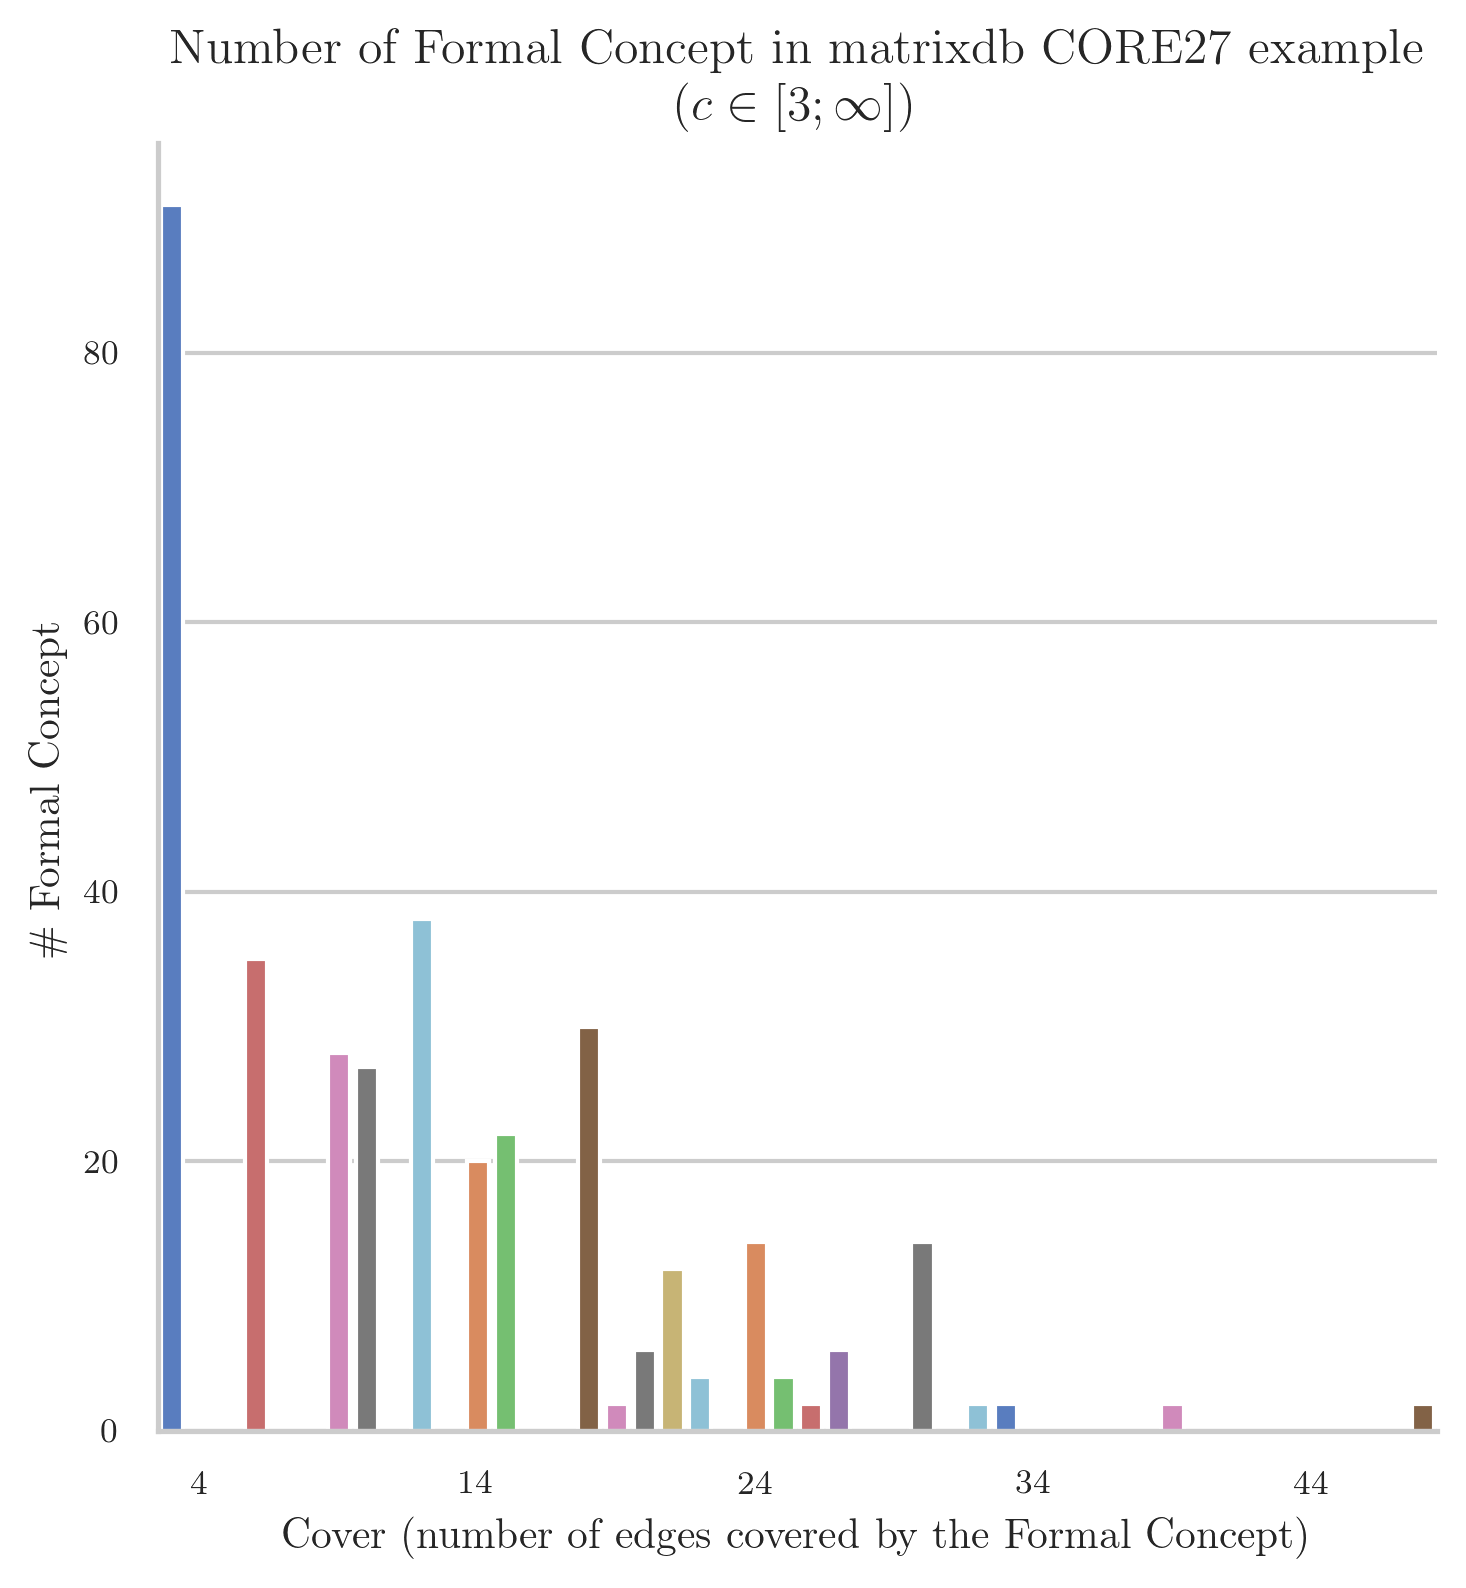 Number of Formal Concept in matrixdb CORE27 example
(c ∈ [3; ∞])
80
60
40
20
0
# Formal Concept
4 14 24 34 44
Cover (number of edges covered by the Formal Concept)